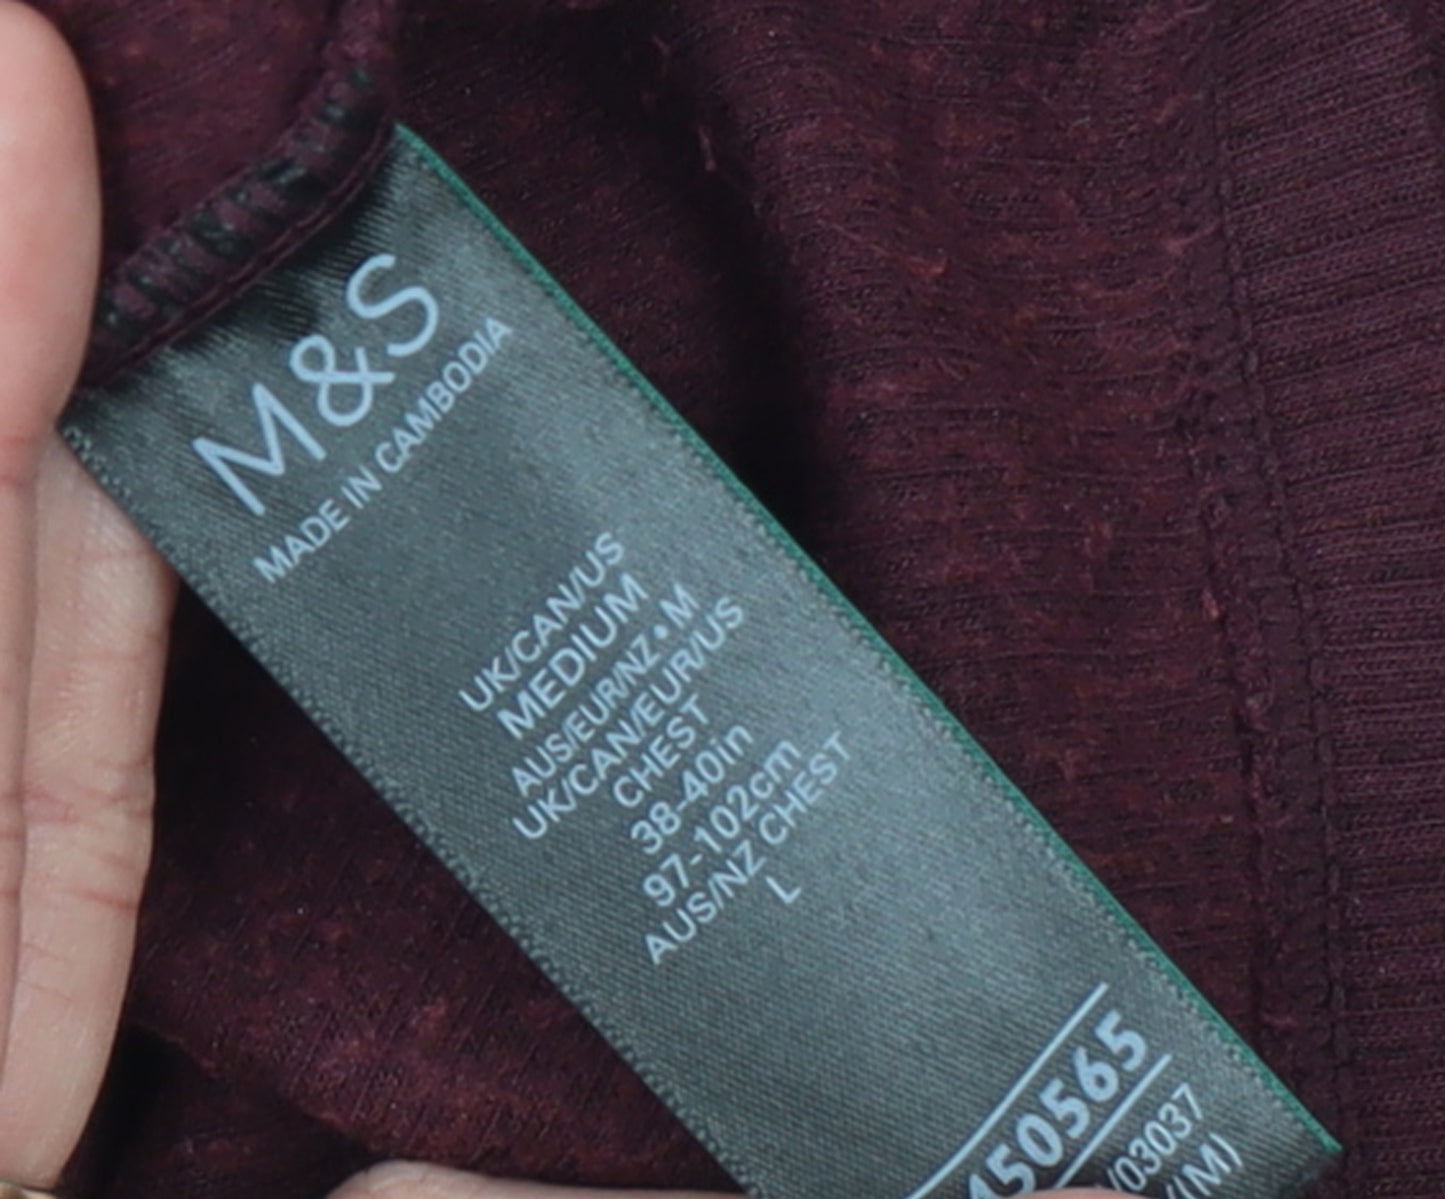 M&S
MADE IN CAMBODIA
UK/CAN/US
MEDIUM
AUS/EUR/NZ•M
UK/CAN/EUR/US
CHEST
38-40in
97-102cm
AUS/NZ CHEST
L
450565
/03037
/(M)